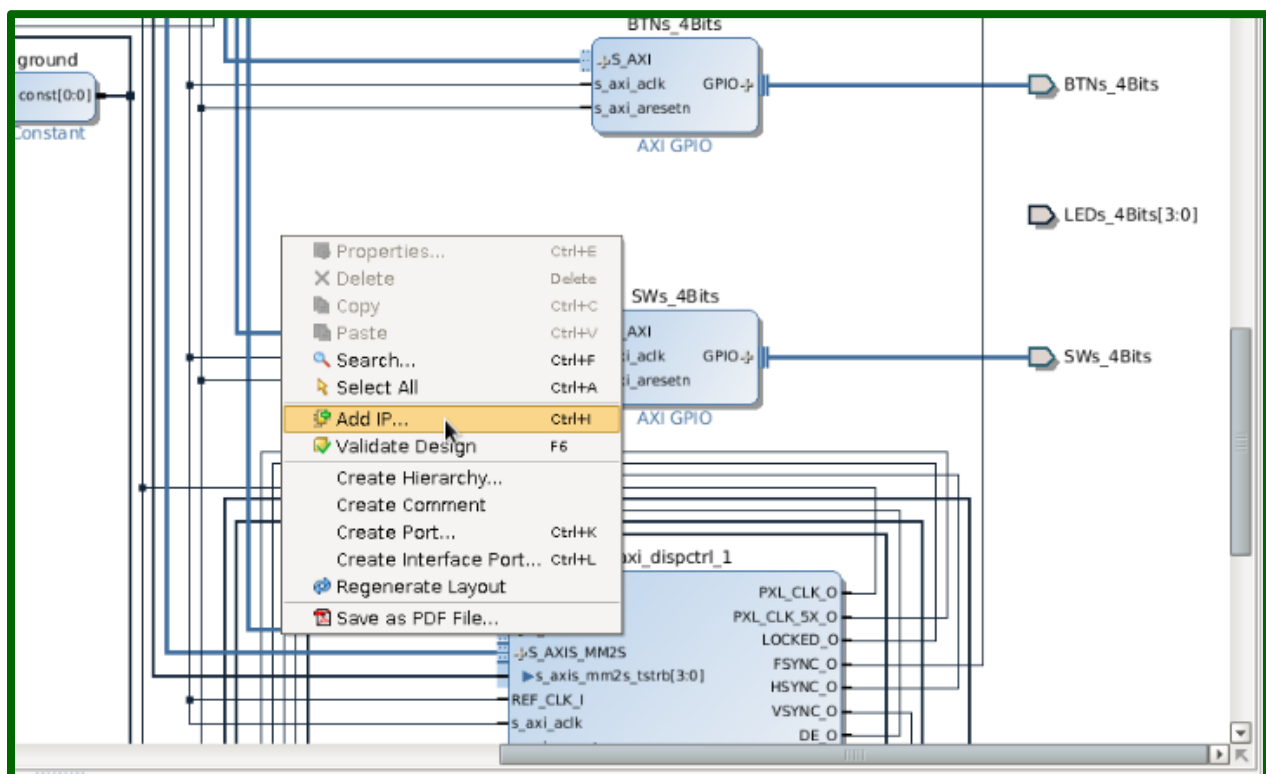 BTNs_4Bits
S_AXI
s_axi_aclk
GPIO
s_axi_aresetn
AXI GPIO
BTNs_4Bits
ground
const[0:0]
Constant
LEDs_4Bits[3:0]
Properties... Ctrl+E
Delete Delete
Copy Ctrl+C
Paste Ctrl+V
Search... Ctrl+F
Select All Ctrl+A
Add IP... Ctrl+I
Validate Design F6
Create Hierarchy...
Create Comment
Create Port... Ctrl+K
Create Interface Port... Ctrl+L
Regenerate Layout
Save as PDF File...
SWs_4Bits
_AXI
i_aclk
GPIO
i_aresetn
AXI GPIO
SWs_4Bits
axi_dispctrl_1
PXL_CLK_O
PXL_CLK_5X_O
LOCKED_O
S_AXIS_MM2S
FSYNC_O
s_axis_mm2s_tstrb[3:0]
HSYNC_O
REF_CLK_I
VSYNC_O
s_axi_aclk
DE_O